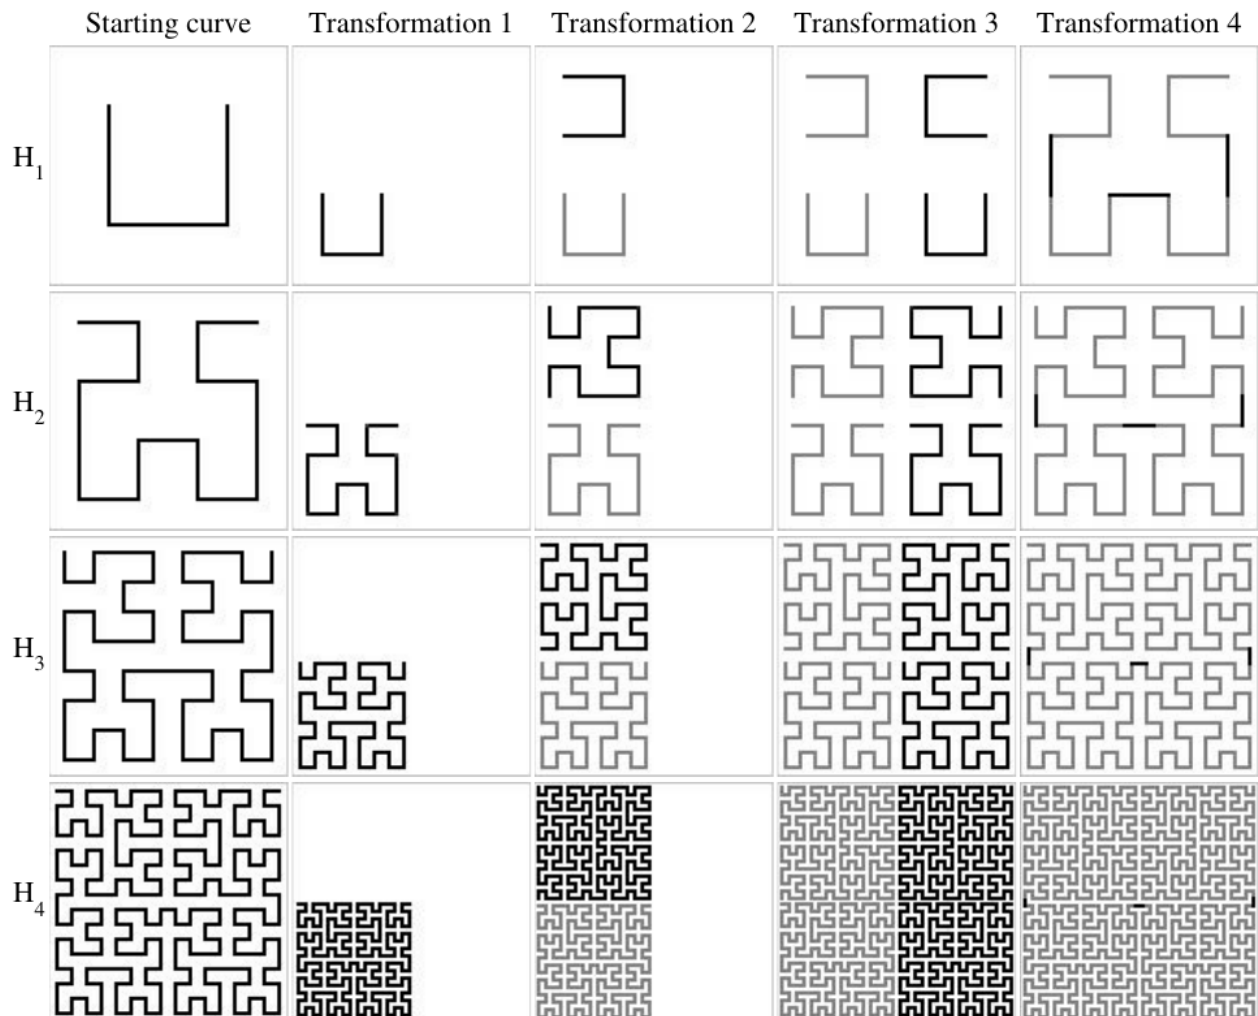 Starting curve Transformation 1 Transformation 2 Transformation 3 Transformation 4
H1
H2
H3
H4